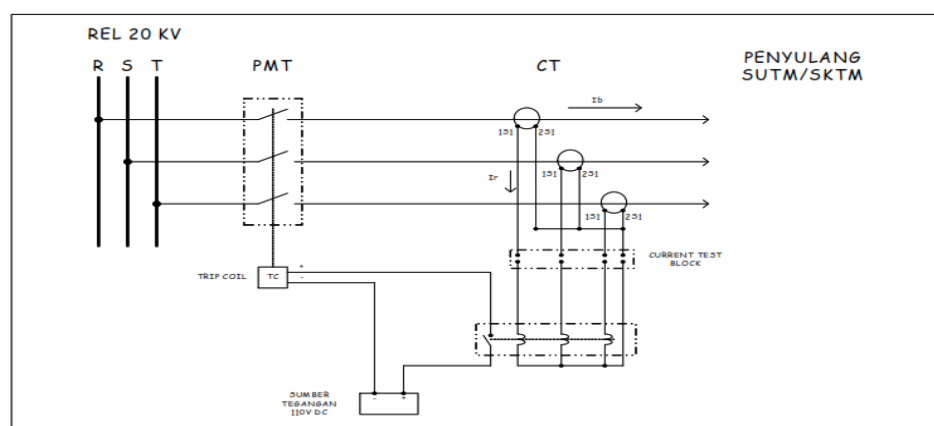 REL 20 KV
R S T
PMT
CT
PENYULANG
SUTM/SKTM
Ib
1S1 2S1
Ir
1S1 2S1
1S1 2S1
CURRENT TEST
BLOCK
TRIP COIL
TC
+
-
SUMBER
TEGANGAN
110V DC
- +